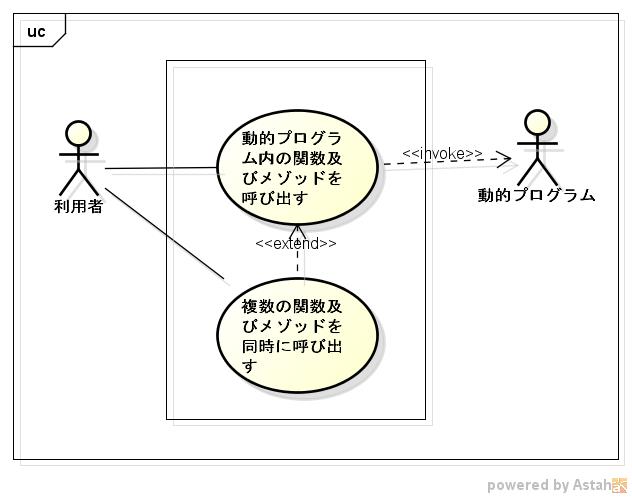 uc
動的プログラ
ム内の関数及
びメゾッドを
呼び出す
<<invoke>>
利用者
動的プログラム
<<extend>>
複数の関数及
びメゾッドを
同時に呼び出
す
powered by Astah